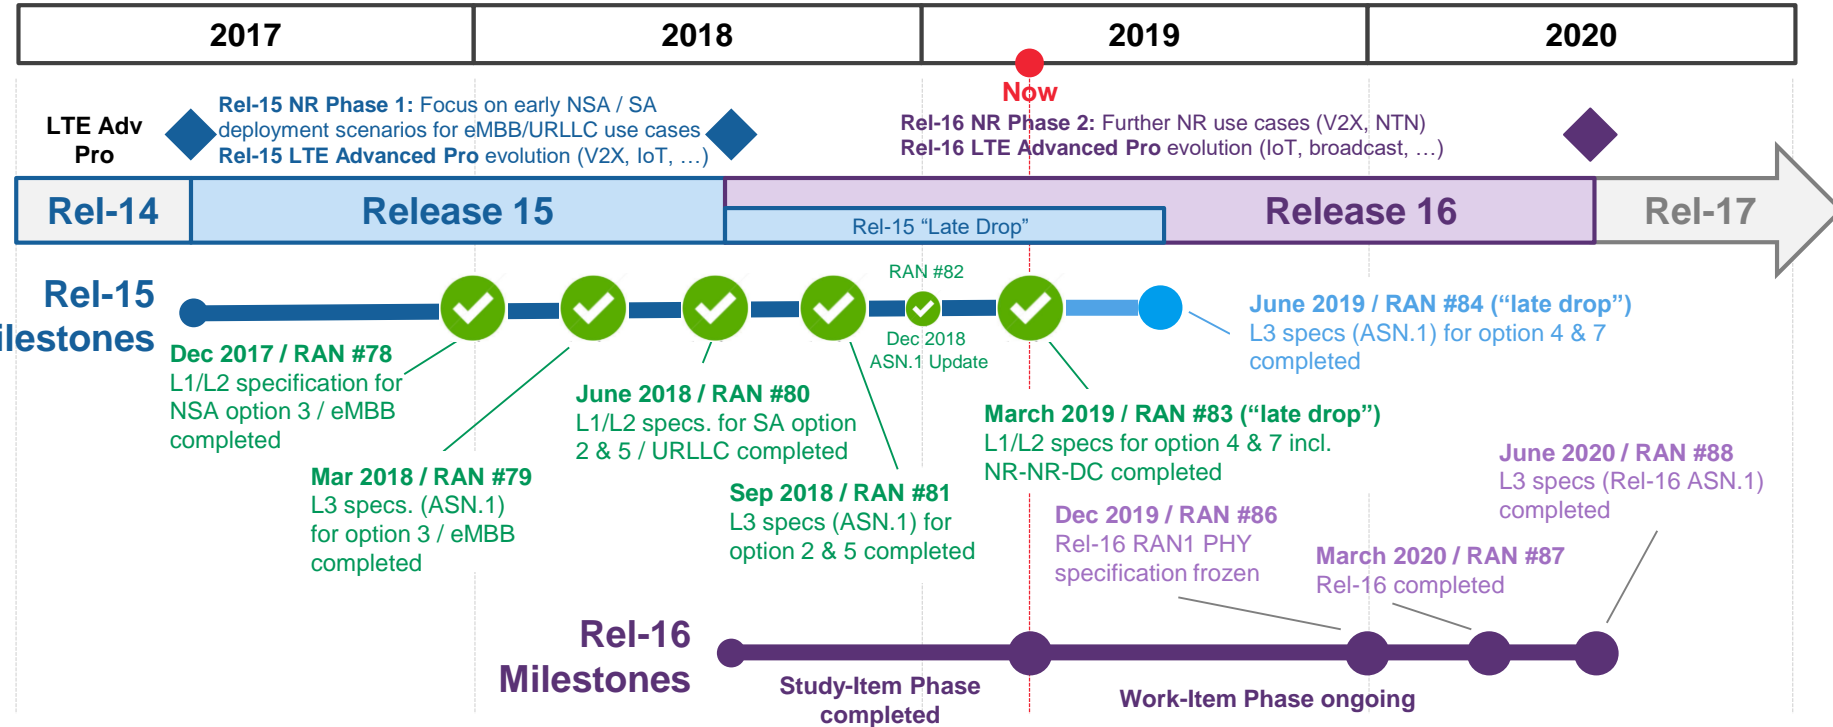 2017
2018
2019
2020
Now
LTE Adv
Pro
Rel-15 NR Phase 1: Focus on early NSA / SA
deployment scenarios for eMBB/URLLC use cases
Rel-15 LTE Advanced Pro evolution (V2X, IoT, …)
Rel-16 NR Phase 2: Further NR use cases (V2X, NTN)
Rel-16 LTE Advanced Pro evolution (IoT, broadcast, …)
Rel-14
Release 15
Release 16
Rel-17
Rel-15 “Late Drop”
Rel-15
ilestones
RAN #82
Dec 2018
ASN.1 Update
Dec 2017 / RAN #78
L1/L2 specification for
NSA option 3 / eMBB
completed
Mar 2018 / RAN #79
L3 specs. (ASN.1)
for option 3 / eMBB
completed
June 2018 / RAN #80
L1/L2 specs. for SA option
2 & 5 / URLLC completed
Sep 2018 / RAN #81
L3 specs (ASN.1) for
option 2 & 5 completed
March 2019 / RAN #83 (“late drop”)
L1/L2 specs for option 4 & 7 incl.
NR-NR-DC completed
June 2019 / RAN #84 (“late drop”)
L3 specs (ASN.1) for option 4 & 7
completed
Dec 2019 / RAN #86
Rel-16 RAN1 PHY
specification frozen
March 2020 / RAN #87
Rel-16 completed
June 2020 / RAN #88
L3 specs (Rel-16 ASN.1)
completed
Rel-16
Milestones
Study-Item Phase
completed
Work-Item Phase ongoing